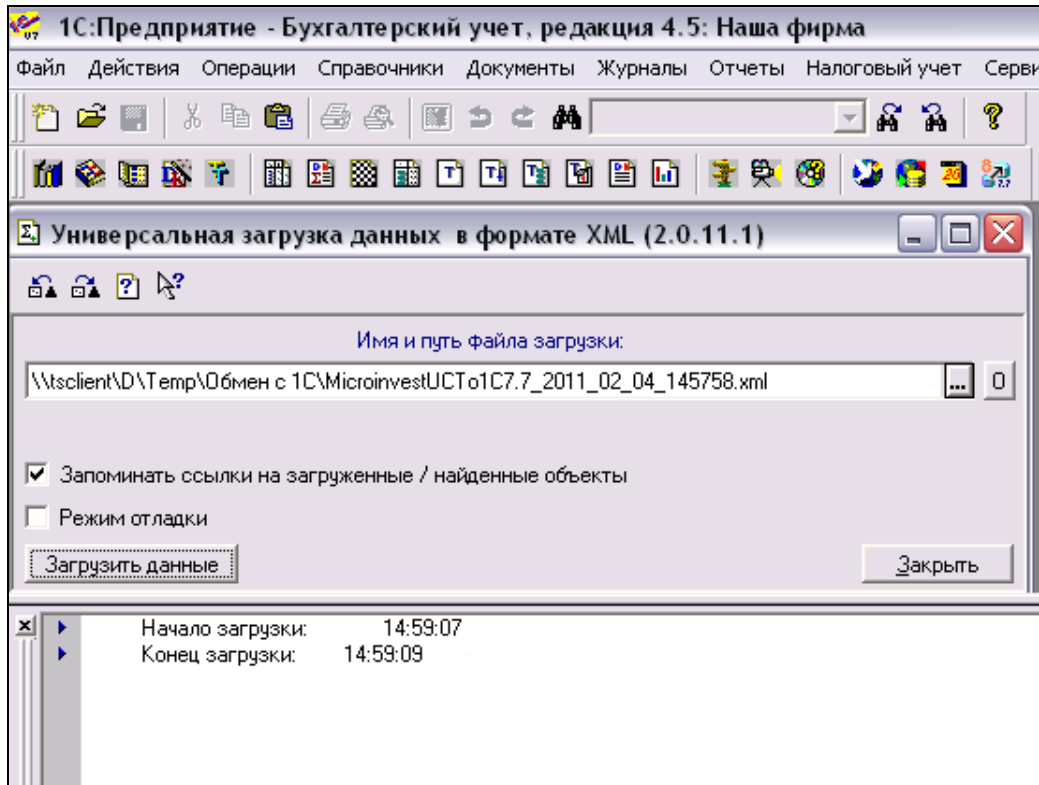 1С:Предприятие - Бухгалтерский учет, редакция 4.5: Наша фирма
Файл Действия Операции Справочники Документы Журналы Отчеты Налоговый учет Серви
Универсальная загрузка данных в формате XML (2.0.11.1)
Имя и путь файла загрузки:
\\tsclient\D\Temp\Обмен с 1С\MicroinvestUCTo1C7.7_2011_02_04_145758.xml ... 0
Запоминать ссылки на загруженные / найденные объекты
Режим отладки
Загрузить данные Закрыть
Начало загрузки: 14:59:07
Конец загрузки: 14:59:09